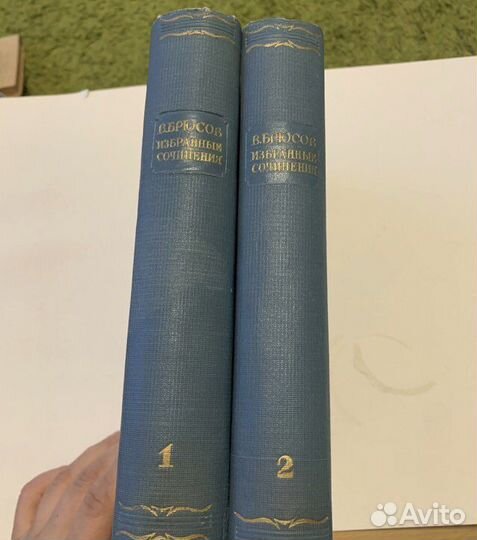 В.БРЮСОВ
ИЗБРАННЫЕ
СОЧИНЕНИЯ
1
В.БРЮСОВ
ИЗБРАННЫЕ
СОЧИНЕНИЯ
2
Avito